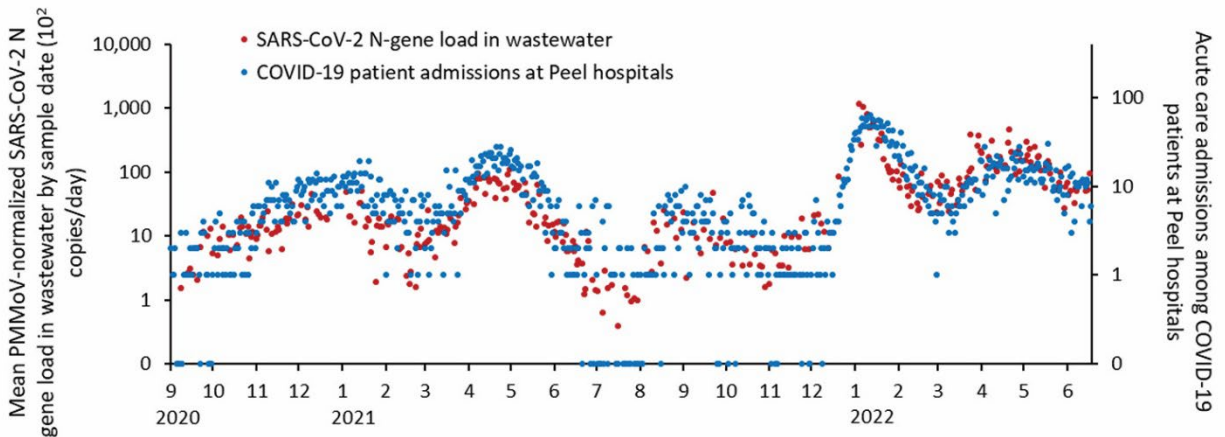 Mean PMMoV-normalized SARS-CoV-2 N
gene load in wastewater by sample date (10²
copies/day)
10,000
1,000
100
10
1
0
SARS-CoV-2 N-gene load in wastewater
COVID-19 patient admissions at Peel hospitals
100
10
1
0
Acute care admissions among COVID-19
patients at Peel hospitals
9 10 11 12 1 2 3 4 5 6 7 8 9 10 11 12 1 2 3 4 5 6
2020 2021 2022